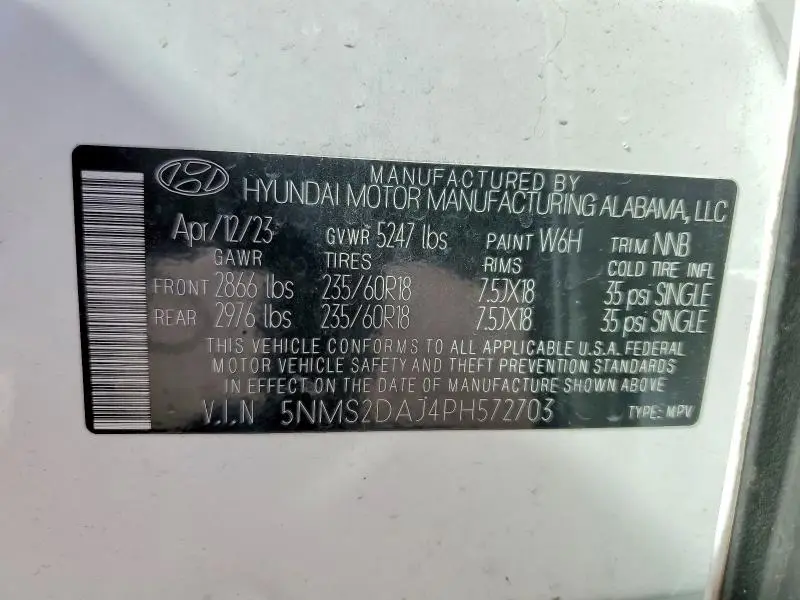 MANUFACTURED BY
HYUNDAI MOTOR MANUFACTURING ALABAMA, LLC
Apr/12/23 GVWR 5247 lbs PAINT W6H TRIM NNB
GAWR TIRES RIMS COLD TIRE INFL
FRONT 2866 lbs 235/60R18 7.5JX18 35 psi SINGLE
REAR 2976 lbs 235/60R18 7.5JX18 35 psi SINGLE
THIS VEHICLE CONFORMS TO ALL APPLICABLE U.S.A. FEDERAL
MOTOR VEHICLE SAFETY AND THEFT PREVENTION STANDARDS
IN EFFECT ON THE DATE OF MANUFACTURE SHOWN ABOVE
V.I.N 5NMS2DAJ4PH572703 TYPE: MPV